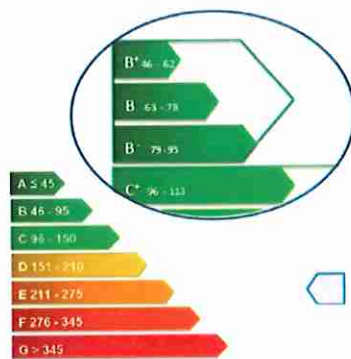 B+ 46 - 62
B 63 - 78
B- 79-95
C+ 96 - 113
A ≤ 45
B 46 - 95
C 96 - 150
D 151 - 210
E 211 - 275
F 276 - 345
G > 345